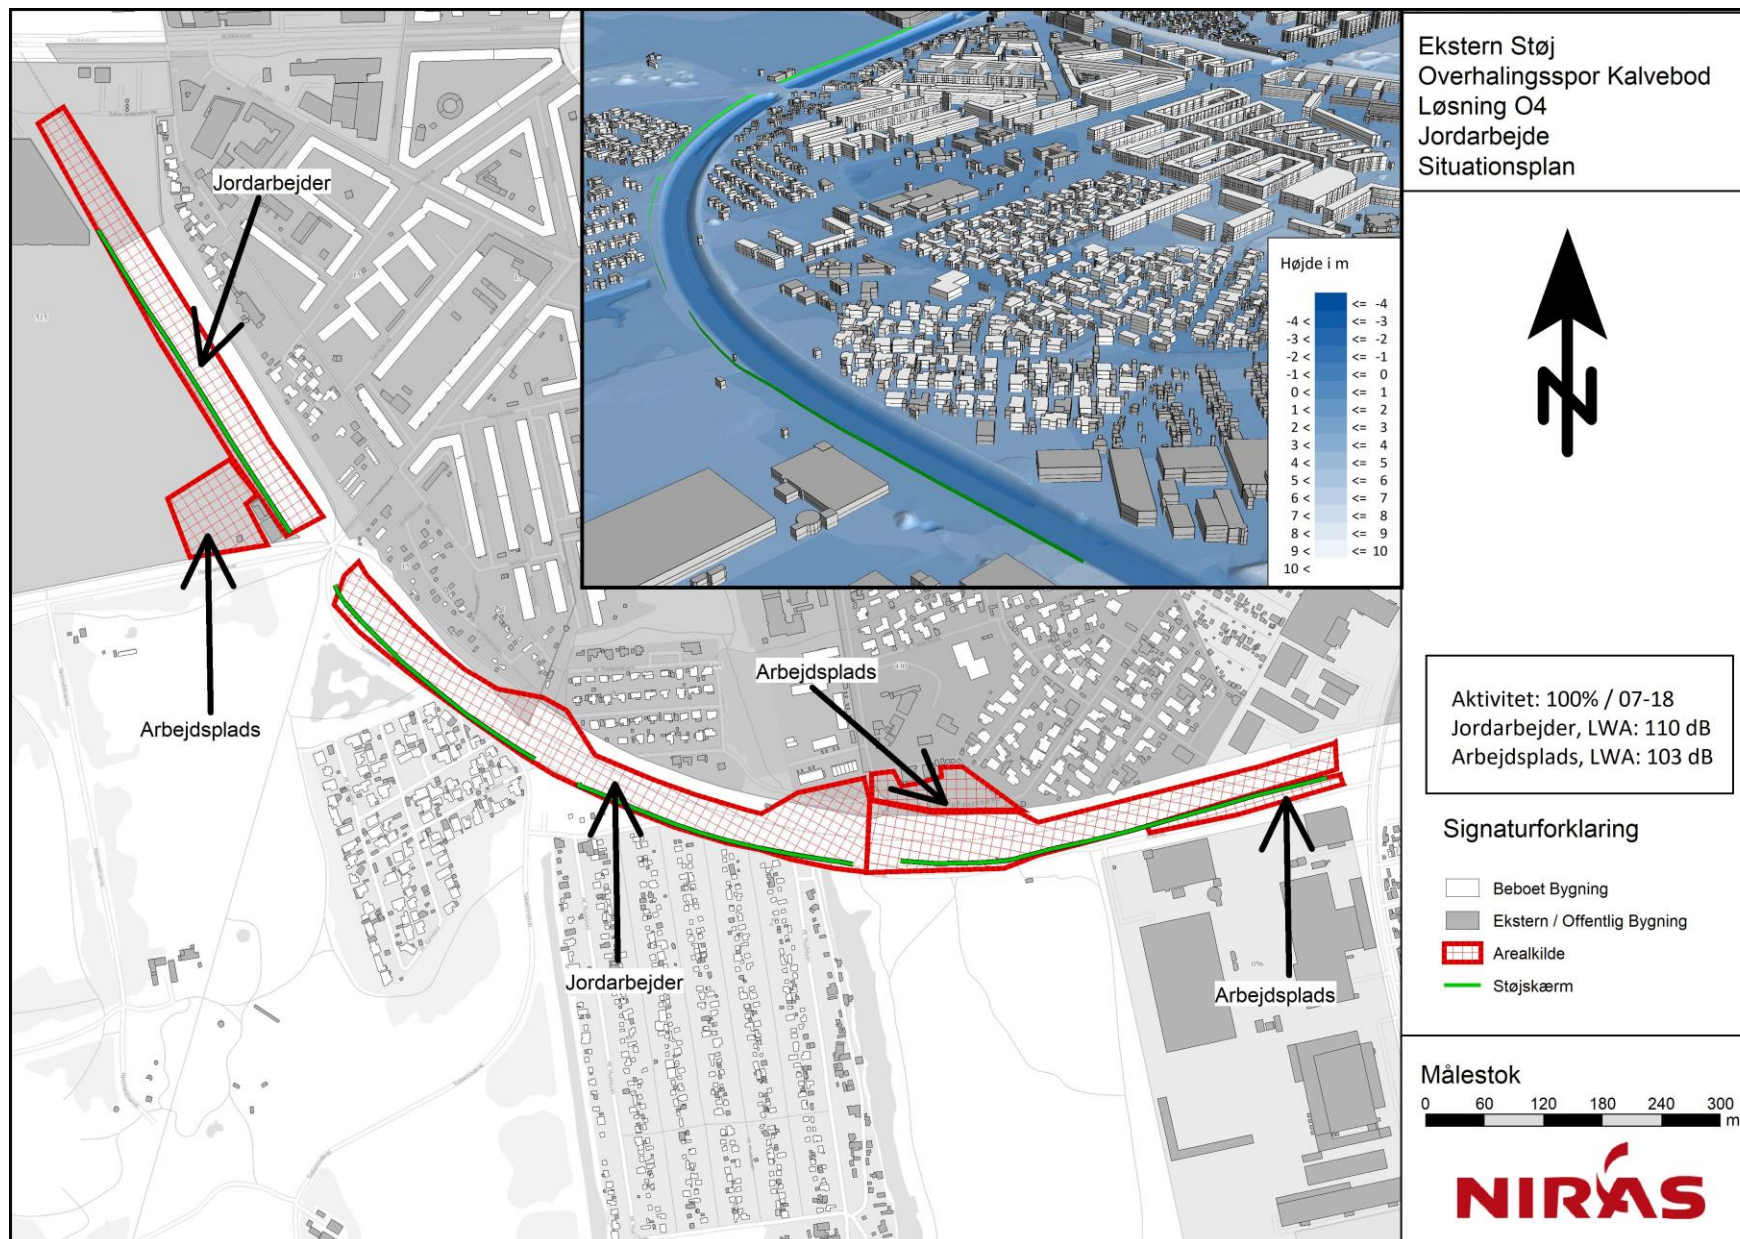 Ekstern Støj
Overhalingsspor Kalvebod
Løsning O4
Jordarbejde
Situationsplan
Jordarbejder
Arbejdsplads
Arbejdsplads
Jordarbejder
Arbejdsplads
Højde i m
<= -4
-4 < <= -3
-3 < <= -2
-2 < <= -1
-1 < <= 0
0 < <= 1
1 < <= 2
2 < <= 3
3 < <= 4
4 < <= 5
5 < <= 6
6 < <= 7
7 < <= 8
8 < <= 9
9 < <= 10
10 <
N
Aktivitet: 100% / 07-18
Jordarbejder, LWA: 110 dB
Arbejdsplads, LWA: 103 dB
Signaturforklaring
Beboet Bygning
Ekstern / Offentlig Bygning
Arealkilde
Støjskærm
Målestok
0 60 120 180 240 300
m
NIRAS